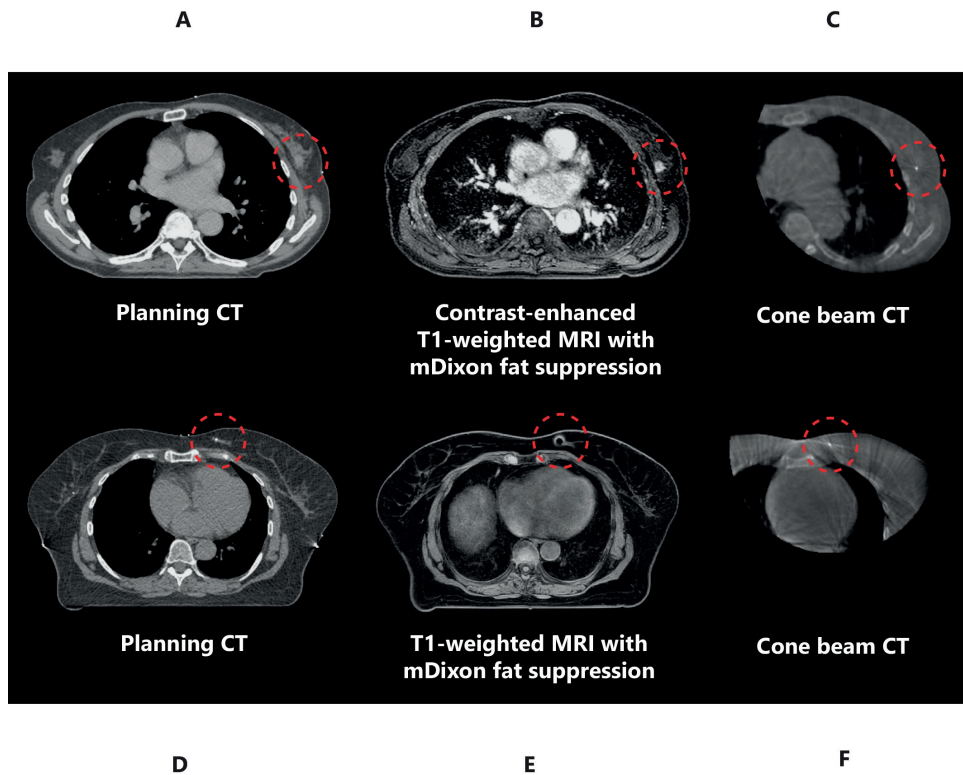 A B C
Planning CT
Contrast-enhanced
T1-weighted MRI with
mDixon fat suppression
Cone beam CT
Planning CT
T1-weighted MRI with
mDixon fat suppression
Cone beam CT
D E F